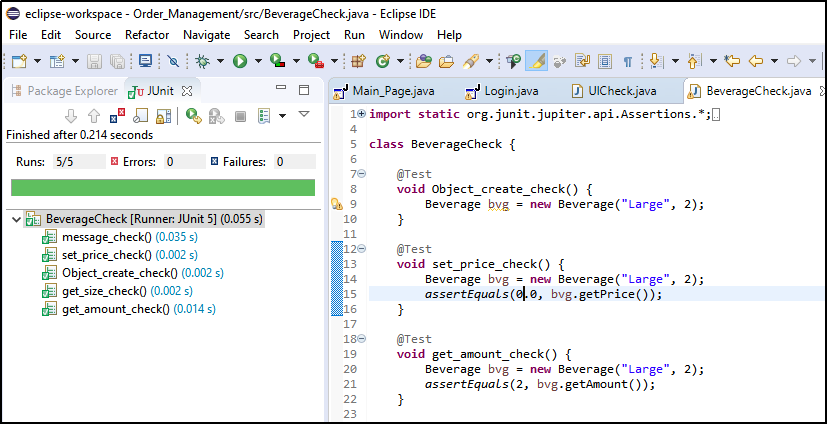 eclipse-workspace - Order_Management/src/BeverageCheck.java - Eclipse IDE
File Edit Source Refactor Navigate Search Project Run Window Help
Package Explorer JUnit
Finished after 0.214 seconds
Runs: 5/5 Errors: 0 Failures: 0
BeverageCheck [Runner: JUnit 5] (0.055 s)
message_check() (0.035 s)
set_price_check() (0.002 s)
Object_create_check() (0.002 s)
get_size_check() (0.002 s)
get_amount_check() (0.014 s)
Main_Page.java Login.java UICheck.java BeverageCheck.java
1 import static org.junit.jupiter.api.Assertions.*;
4
5 class BeverageCheck {
6
7 @Test
8 void Object_create_check() {
9 Beverage bvg = new Beverage("Large", 2);
10 }
11
12 @Test
13 void set_price_check() {
14 Beverage bvg = new Beverage("Large", 2);
15 assertEquals(0.0, bvg.getPrice());
16 }
17
18 @Test
19 void get_amount_check() {
20 Beverage bvg = new Beverage("Large", 2);
21 assertEquals(2, bvg.getAmount());
22 }
23